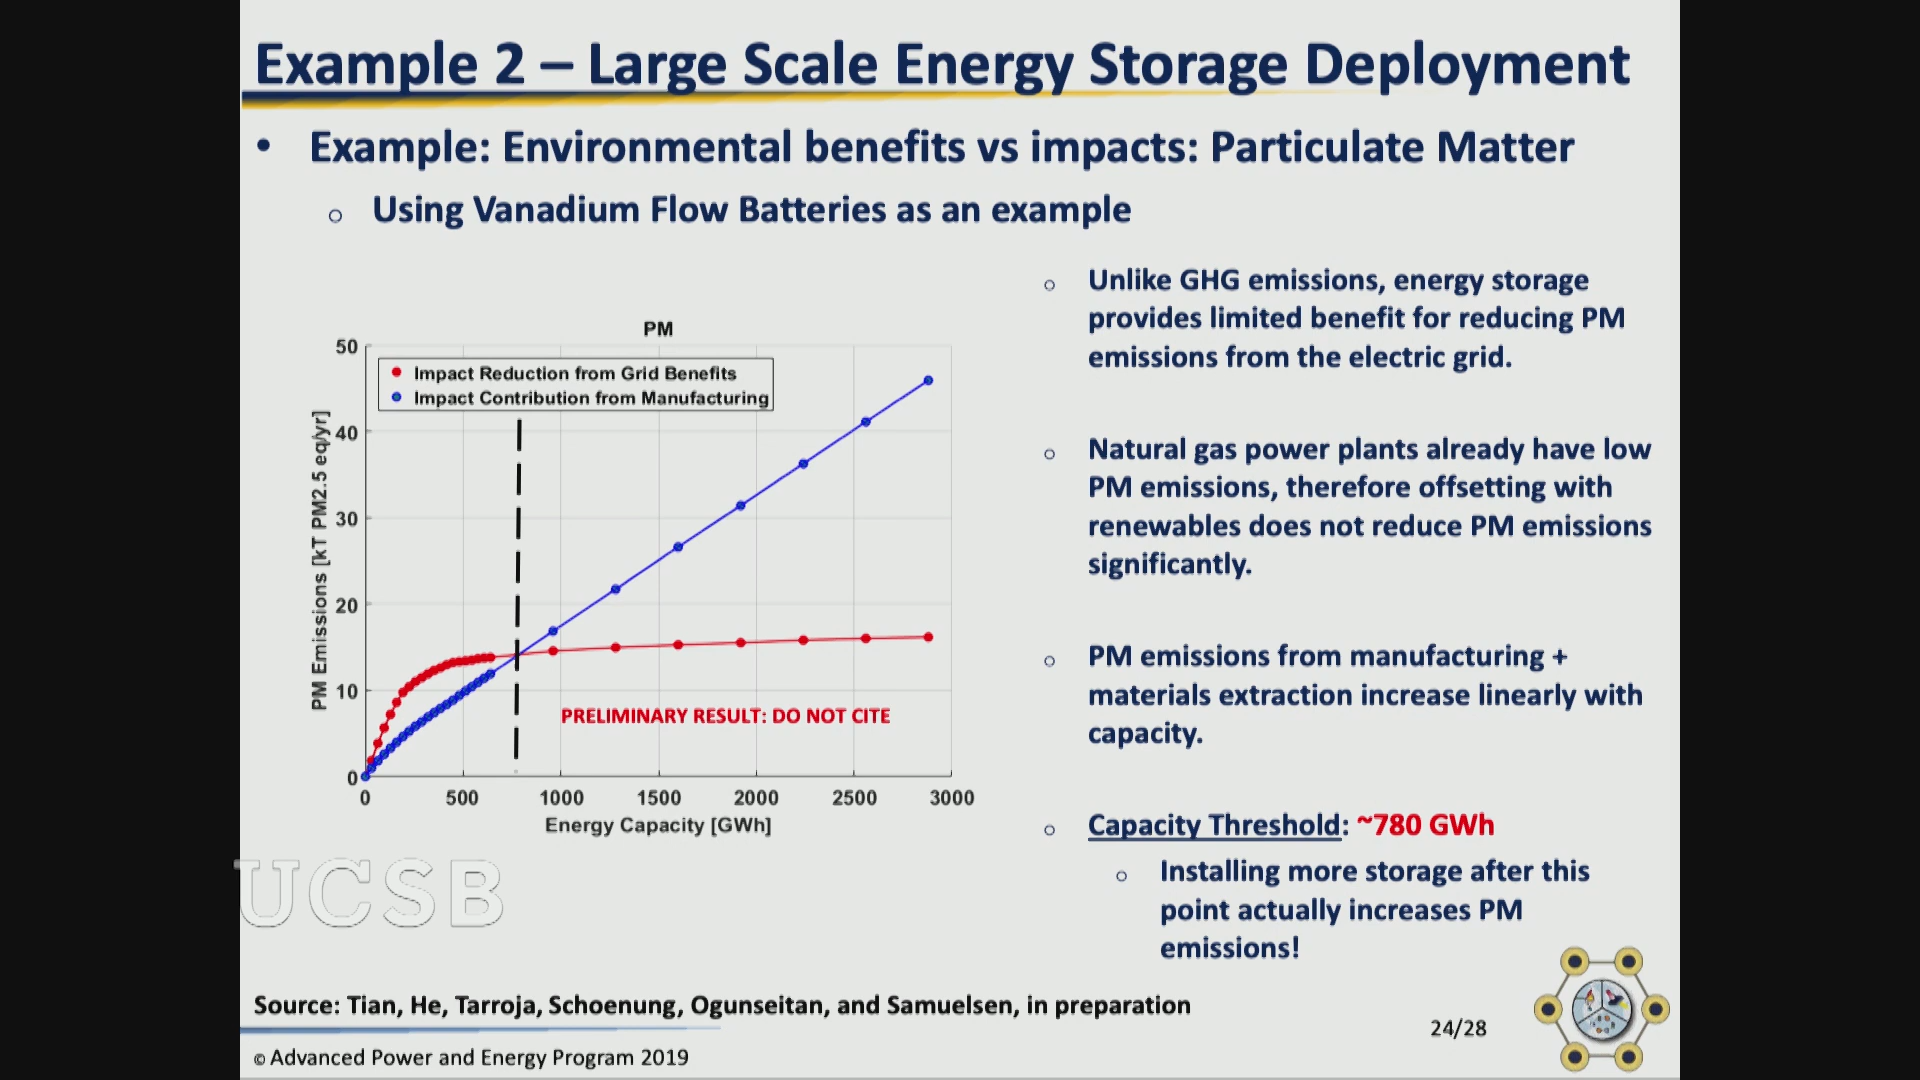 Example 2 – Large Scale Energy Storage Deployment
• Example: Environmental benefits vs impacts: Particulate Matter
○ Using Vanadium Flow Batteries as an example
PM
50
40
30
20
10
0
Impact Reduction from Grid Benefits
Impact Contribution from Manufacturing
PM Emissions [kT PM2.5 eq/yr]
PRELIMINARY RESULT: DO NOT CITE
0 500 1000 1500 2000 2500 3000
Energy Capacity [GWh]
○ Unlike GHG emissions, energy storage
provides limited benefit for reducing PM
emissions from the electric grid.
○ Natural gas power plants already have low
PM emissions, therefore offsetting with
renewables does not reduce PM emissions
significantly.
○ PM emissions from manufacturing +
materials extraction increase linearly with
capacity.
○ Capacity Threshold: ~780 GWh
○ Installing more storage after this
point actually increases PM
emissions!
UCSB
Source: Tian, He, Tarroja, Schoenung, Ogunseitan, and Samuelsen, in preparation
24/28
© Advanced Power and Energy Program 2019